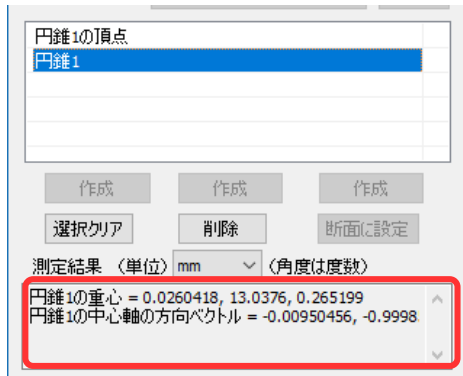 円錐1の頂点
円錐1
作成 作成 作成
選択クリア 削除 断面に設定
測定結果 (単位) mm (角度は度数)
円錐1の重心 = 0.0260418, 13.0376, 0.265199
円錐1の中心軸の方向ベクトル = -0.00950456, -0.9998